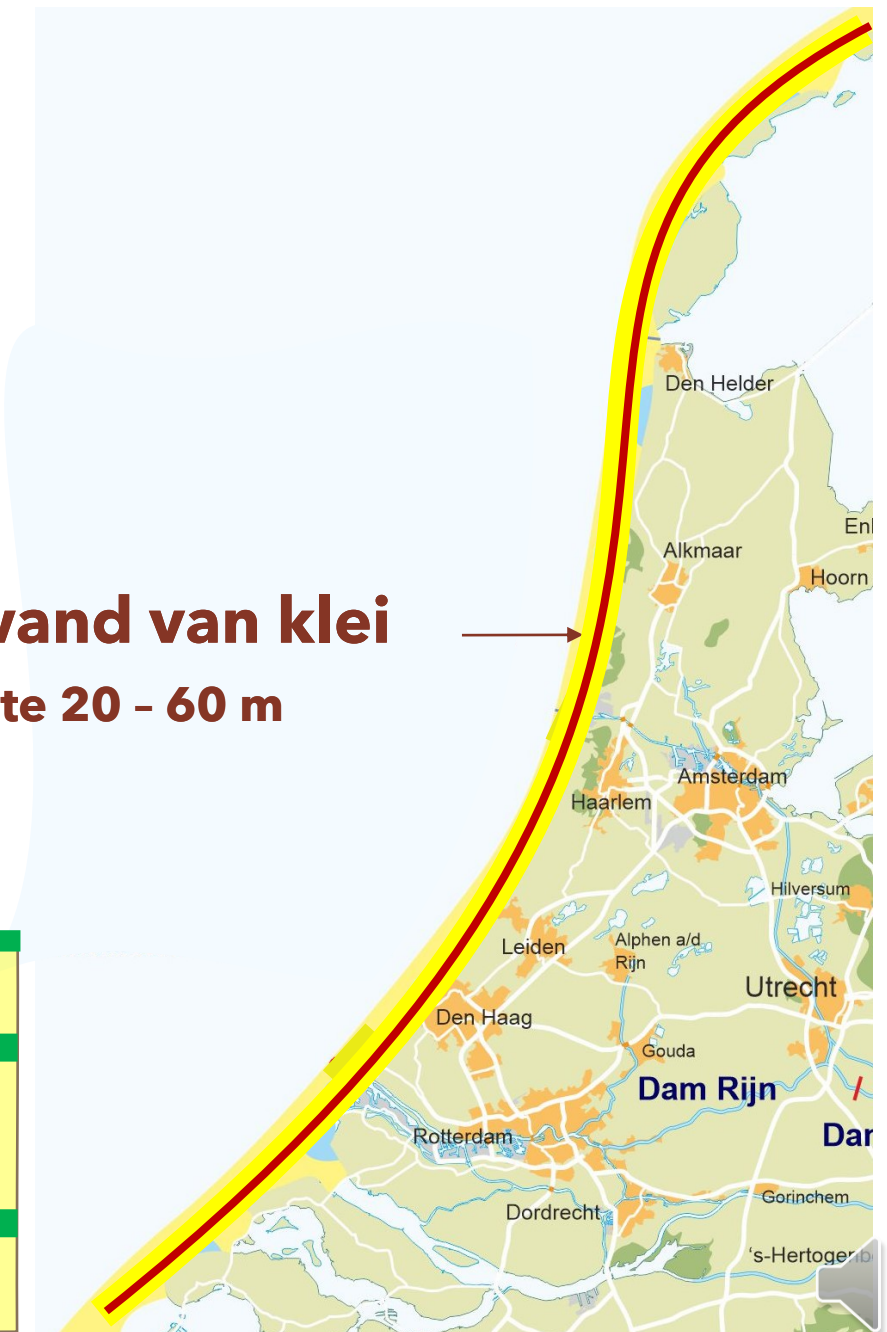 Den Helder
Alkmaar
Hoorn
wand van klei
20 – 60 m
Amsterdam
Haarlem
Hilversum
Leiden
Alphen a/d
Rijn
Utrecht
Den Haag
Gouda
Dam Rijn
Rotterdam
Gorinchem
Dordrecht